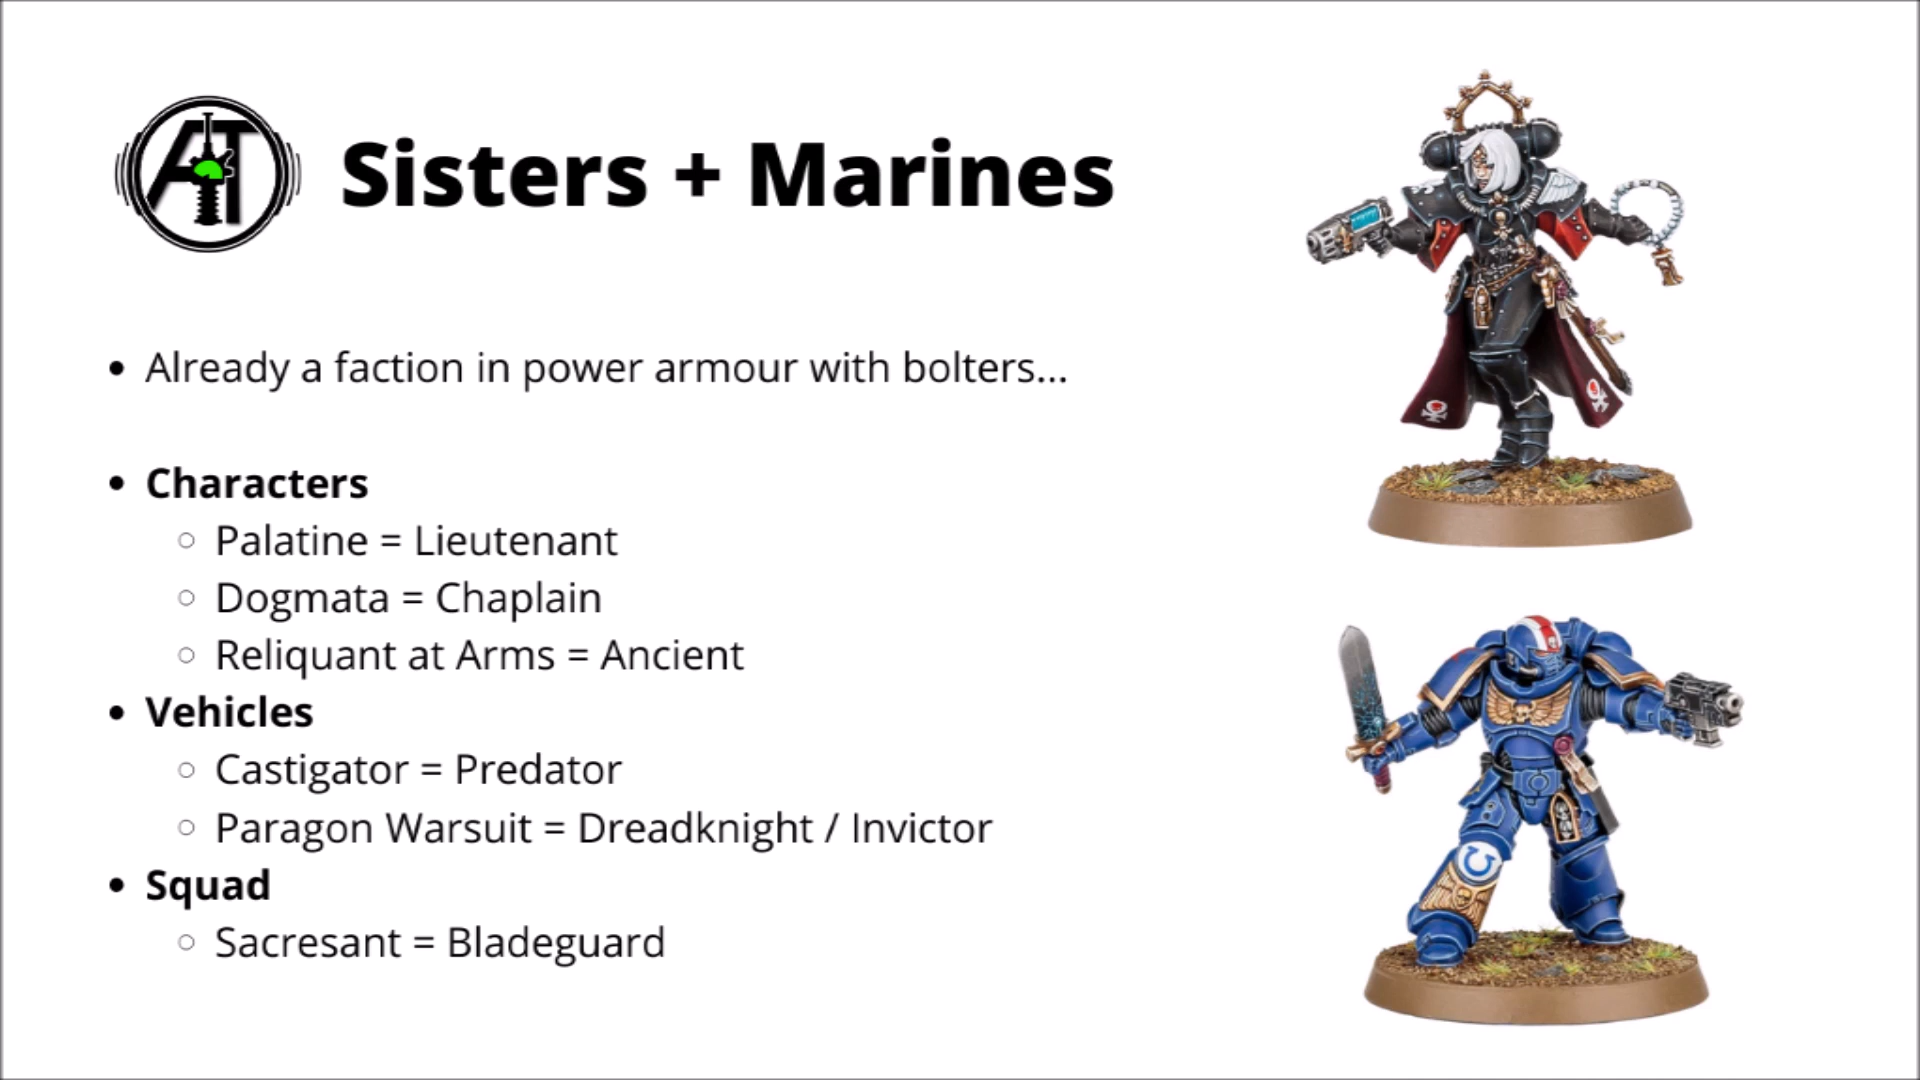 AT
Sisters + Marines
• Already a faction in power armour with bolters...
• Characters
○ Palatine = Lieutenant
○ Dogmata = Chaplain
○ Reliquant at Arms = Ancient
• Vehicles
○ Castigator = Predator
○ Paragon Warsuit = Dreadknight / Invictor
• Squad
○ Sacresant = Bladeguard